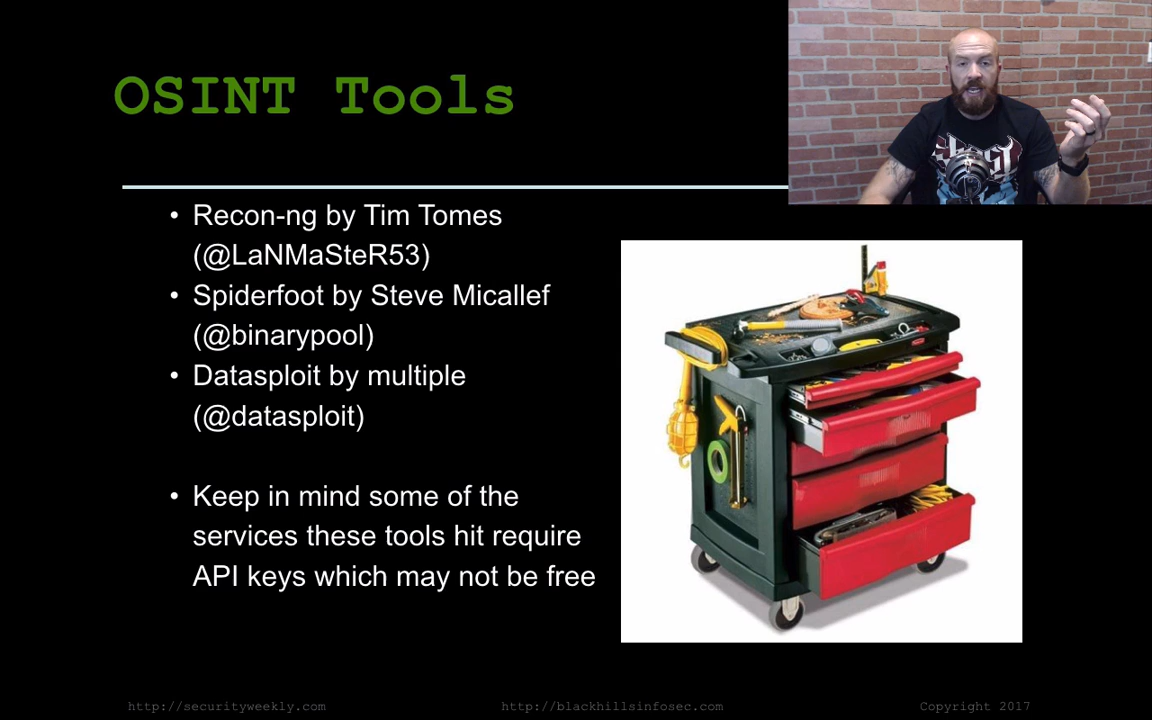 OSINT Tools
• Recon-ng by Tim Tomes
(@LaNMaSteR53)
• Spiderfoot by Steve Micallef
(@binarypool)
• Datasploit by multiple
(@datasploit)
• Keep in mind some of the
services these tools hit require
API keys which may not be free
http://securityweekly.com
http://blackhillsinfosec.com
Copyright 2017